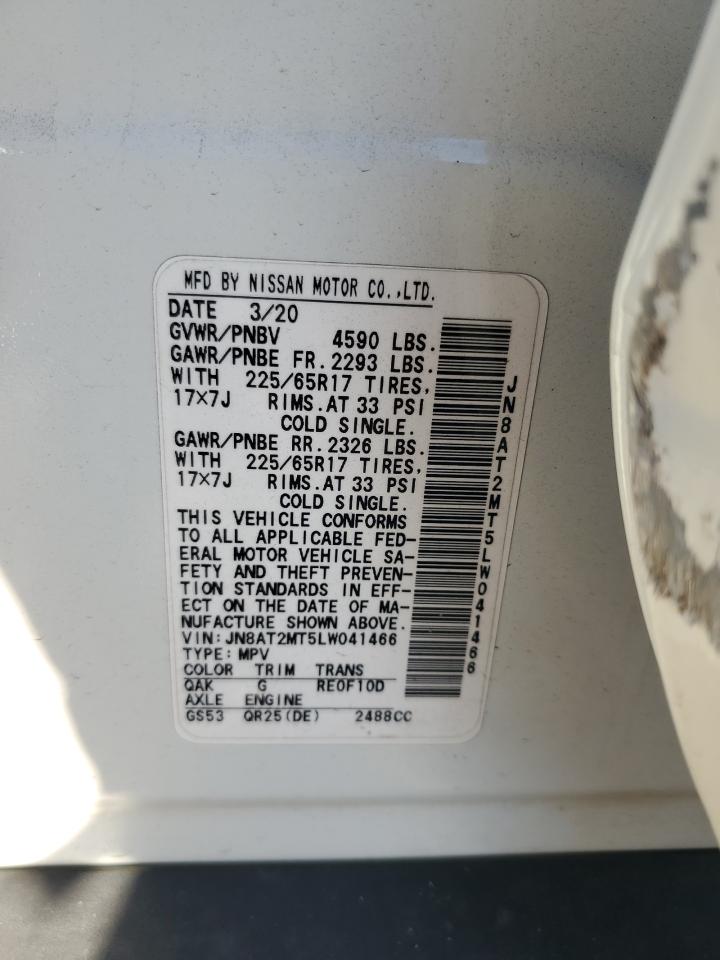 MFD BY NISSAN MOTOR CO.,LTD.
DATE 3/20
GVWR/PNBV 4590 LBS.
GAWR/PNBE FR. 2293 LBS.
WITH 225/65R17 TIRES,
17×7J RIMS. AT 33 PSI
COLD SINGLE.
GAWR/PNBE RR. 2326 LBS.
WITH 225/65R17 TIRES,
17×7J RIMS. AT 33 PSI
COLD SINGLE.
THIS VEHICLE CONFORMS
TO ALL APPLICABLE FED-
ERAL MOTOR VEHICLE SA-
FETY AND THEFT PREVEN-
TION STANDARDS IN EFF-
ECT ON THE DATE OF MA-
NUFACTURE SHOWN ABOVE.
VIN: JN8AT2MT5LW041466
TYPE: MPV
COLOR TRIM TRANS
QAK G RE0F10D
AXLE ENGINE
GS53 QR25(DE) 2488CC
JN8AT2MT5LW041466